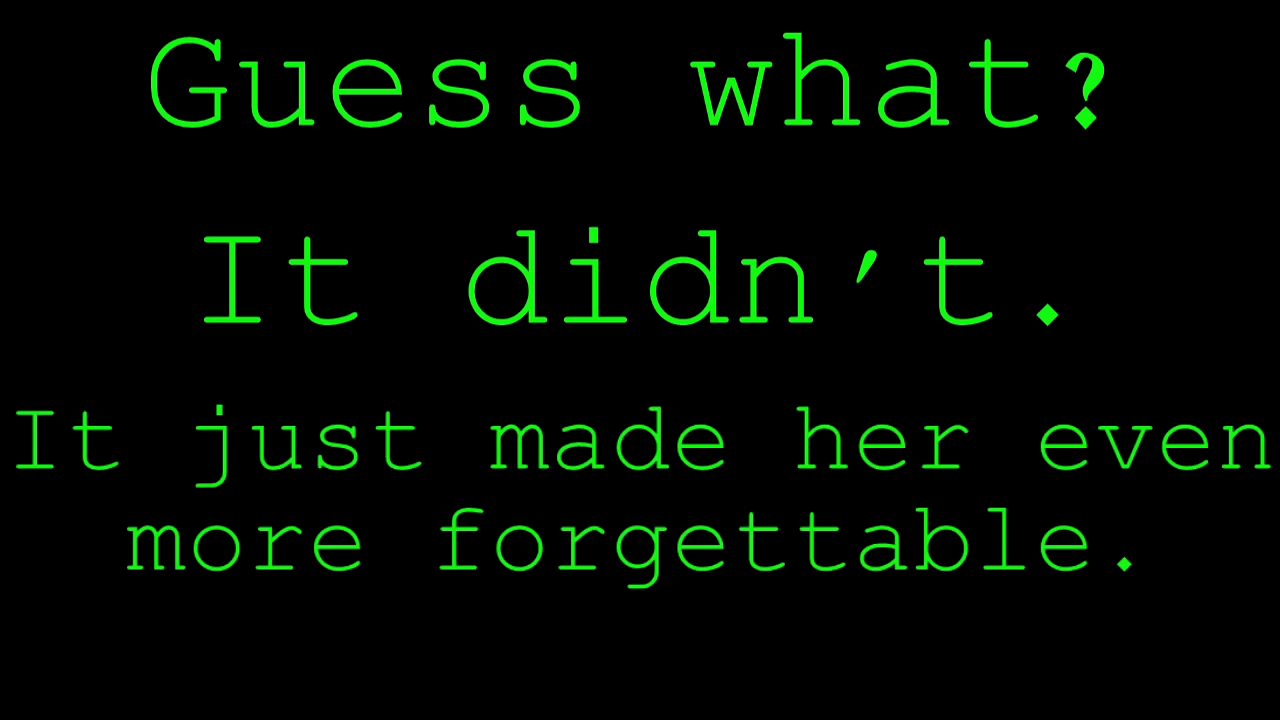 Guess what?
It didn't.
It just made her even
more forgettable.